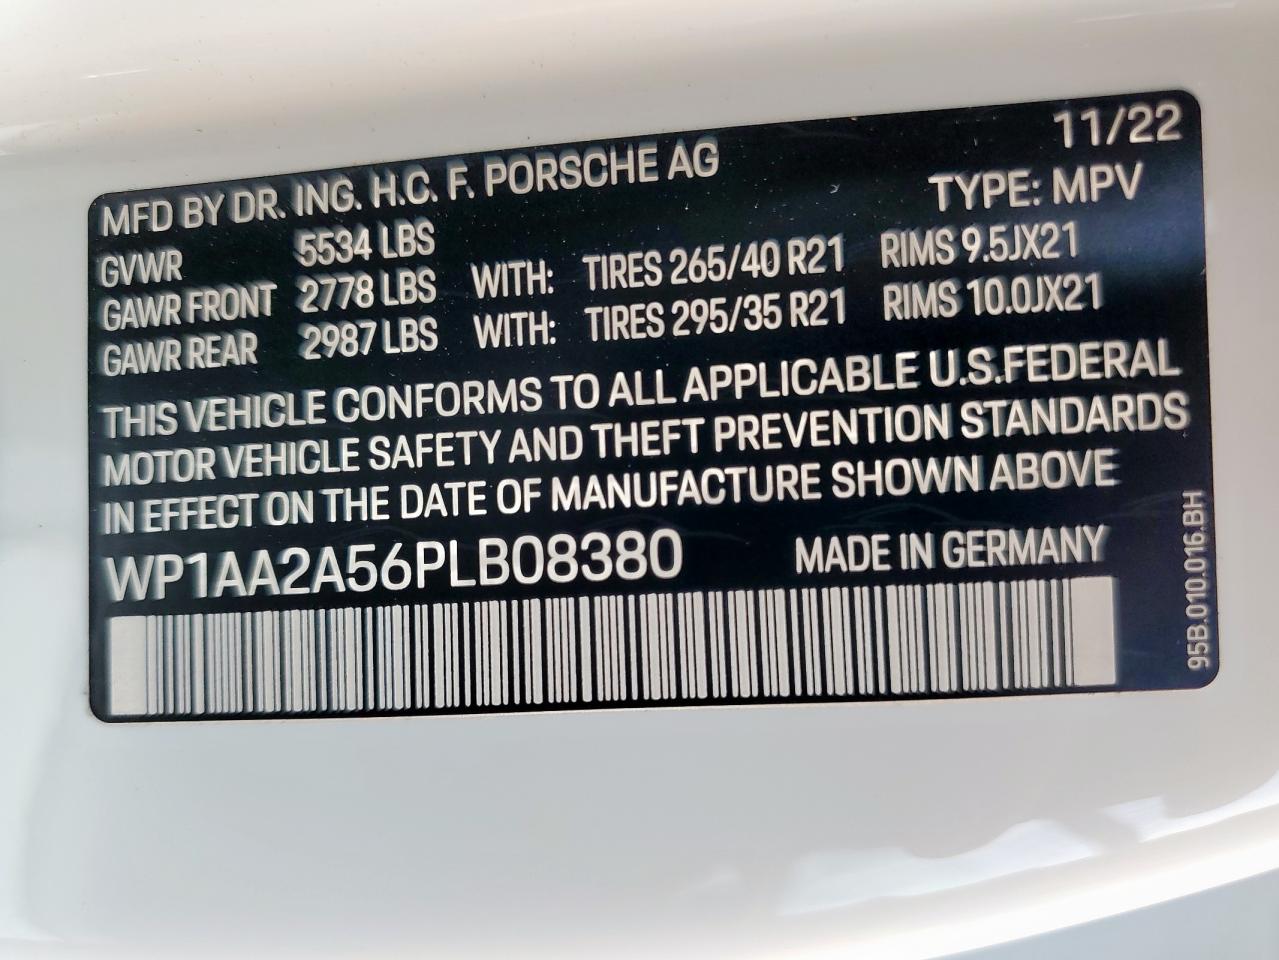 11/22
MFD BY DR. ING. H.C. F. PORSCHE AG TYPE: MPV
GVWR 5534 LBS
GAWR FRONT 2778 LBS WITH: TIRES 265/40 R21 RIMS 9.5JX21
GAWR REAR 2987 LBS WITH: TIRES 295/35 R21 RIMS 10.0JX21
THIS VEHICLE CONFORMS TO ALL APPLICABLE U.S.FEDERAL
MOTOR VEHICLE SAFETY AND THEFT PREVENTION STANDARDS
IN EFFECT ON THE DATE OF MANUFACTURE SHOWN ABOVE
WP1AA2A56PLB08380 MADE IN GERMANY
95B.010.016.BH